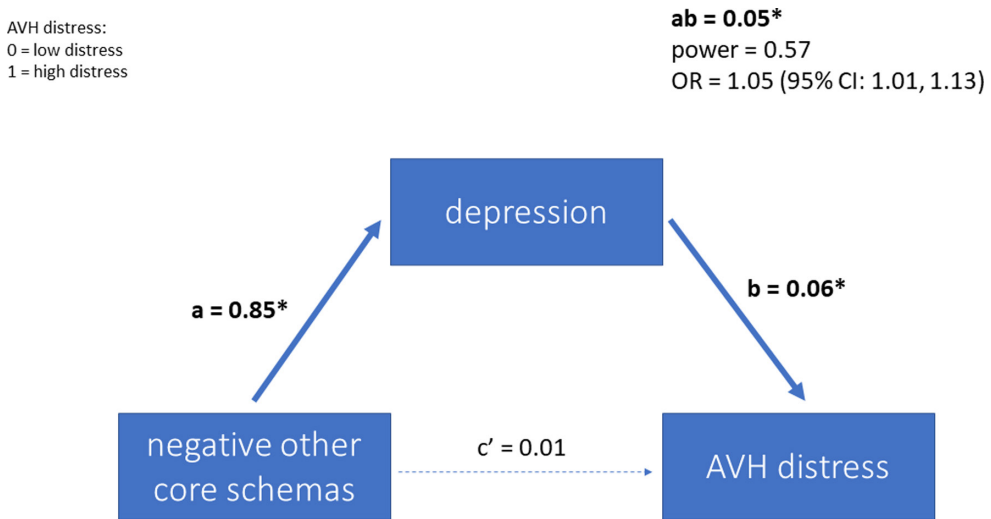 AVH distress:
0 = low distress
1 = high distress
ab = 0.05*
power = 0.57
OR = 1.05 (95% CI: 1.01, 1.13)
depression
a = 0.85*
b = 0.06*
negative other
core schemas
c’ = 0.01
AVH distress